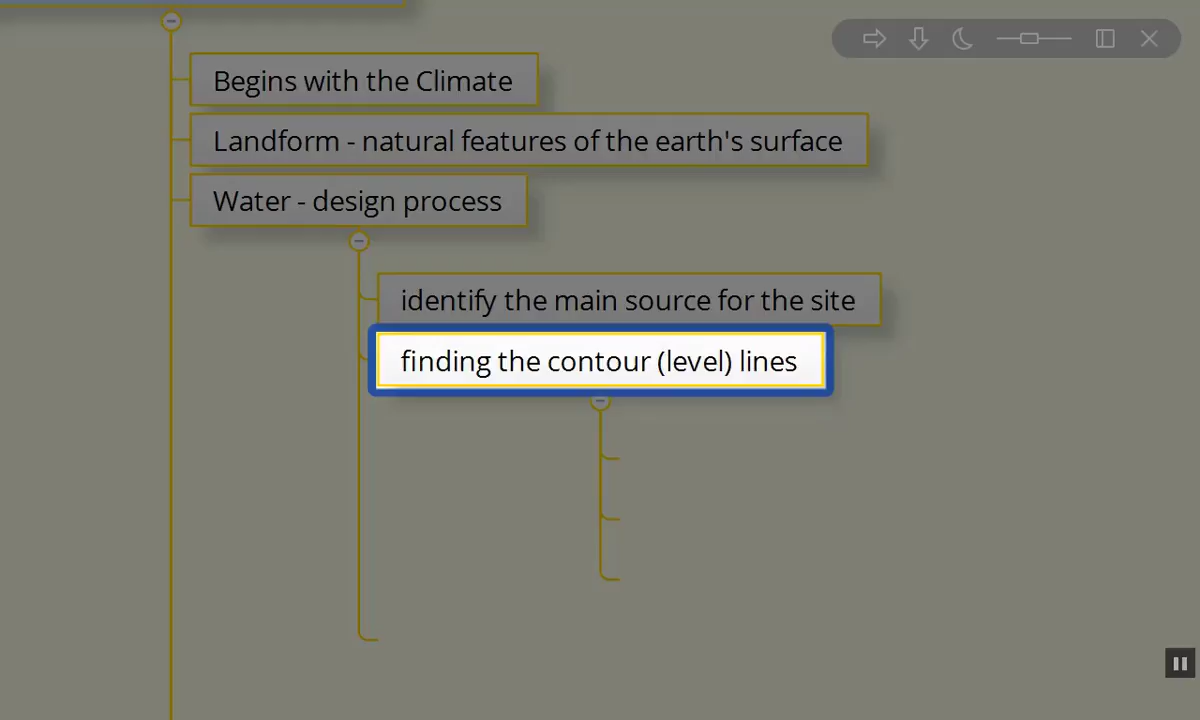 Begins with the Climate
Landform - natural features of the earth's surface
Water - design process
identify the main source for the site
finding the contour (level) lines